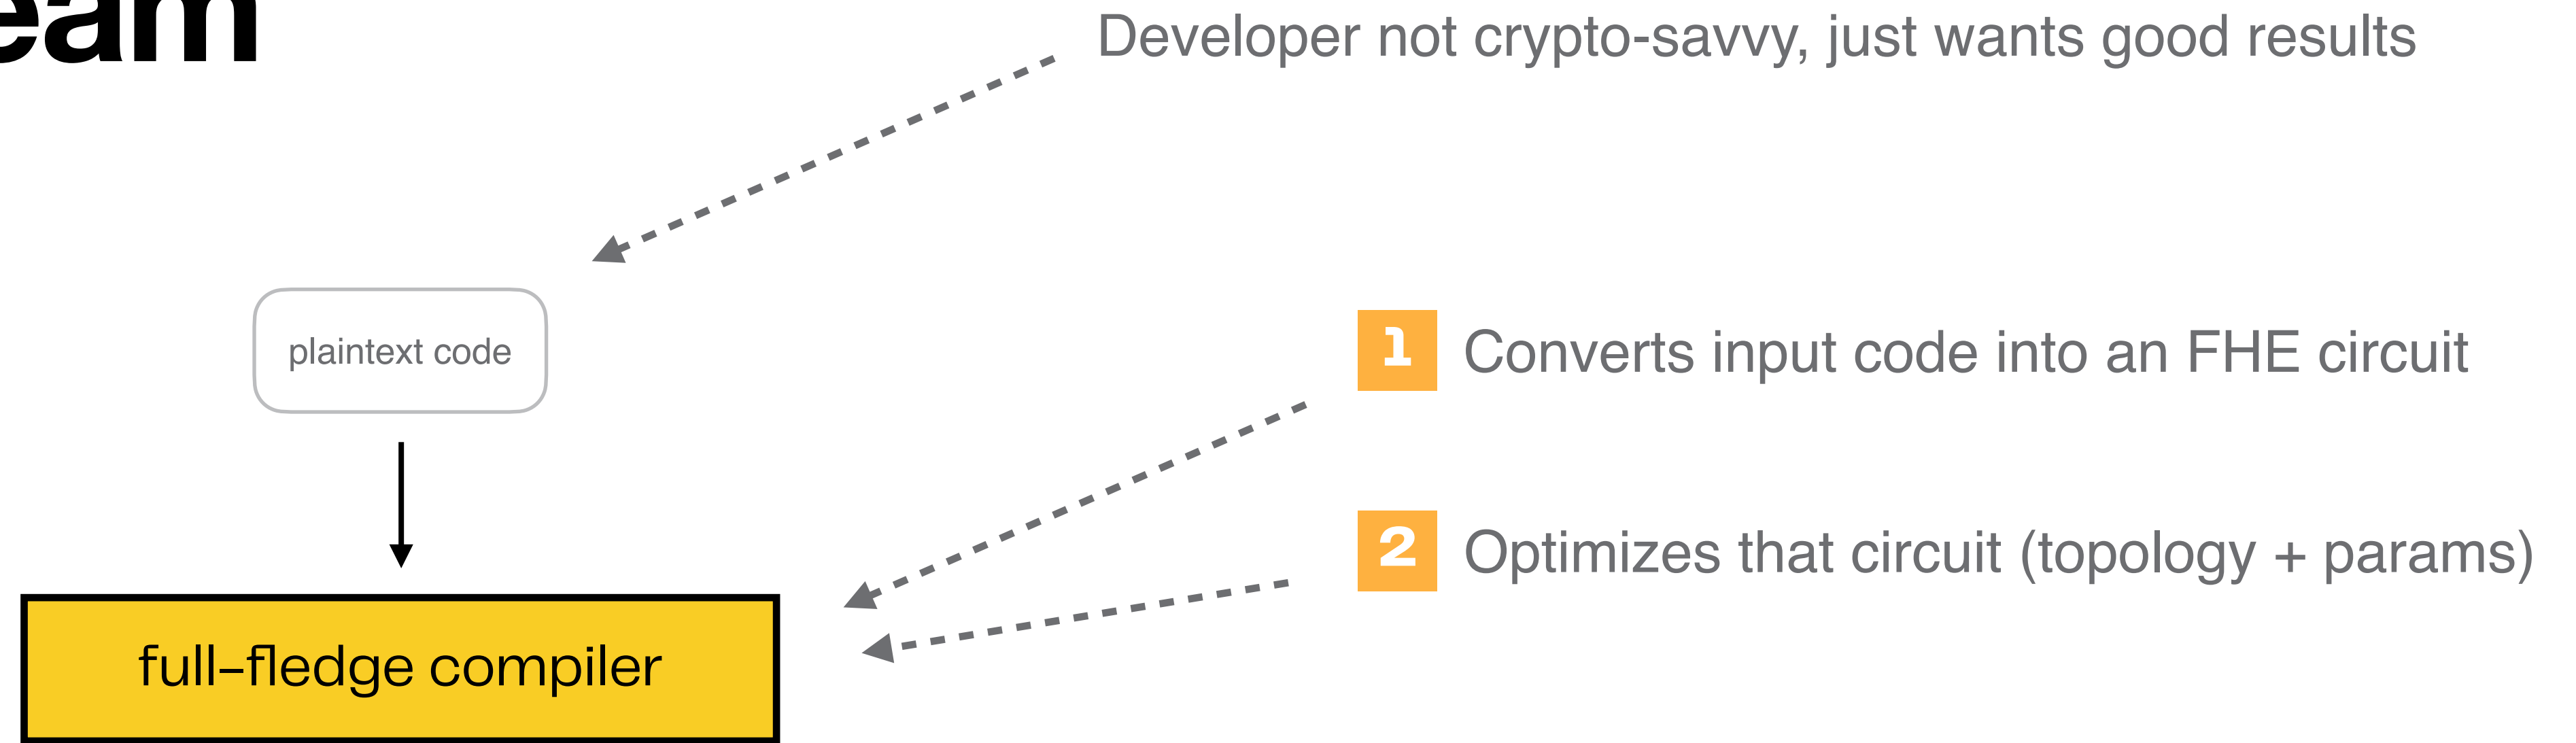 eam
Developer not crypto-savvy, just wants good results
plaintext code
1 Converts input code into an FHE circuit
2 Optimizes that circuit (topology + params)
full-fledge compiler